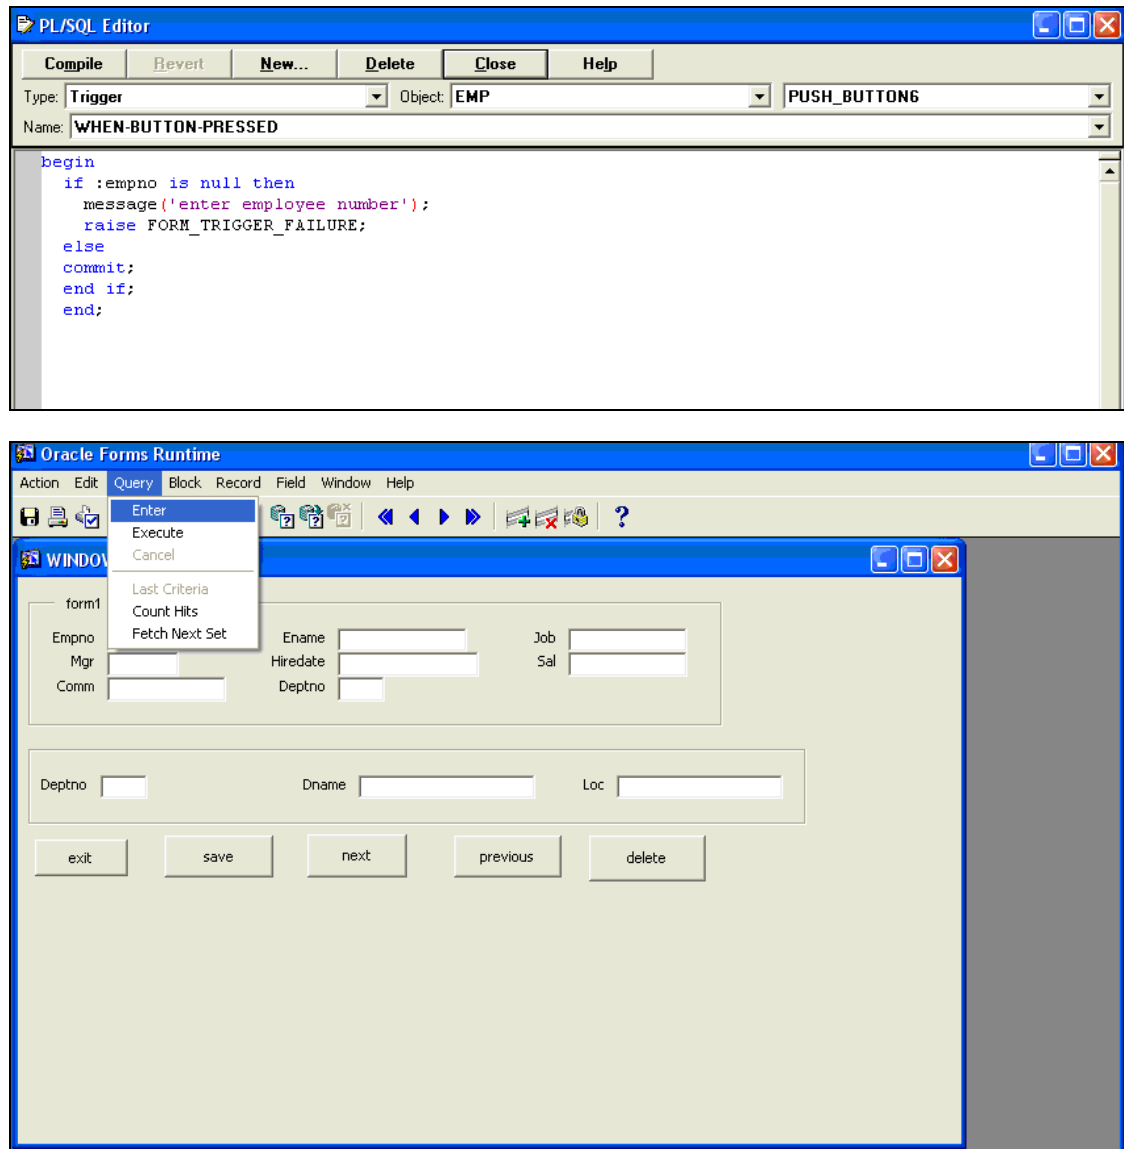 PL/SQL Editor
Compile Revert New... Delete Close Help
Type: Trigger Object: EMP PUSH_BUTTON6
Name: WHEN-BUTTON-PRESSED
begin
if :empno is null then
message('enter employee number');
raise FORM_TRIGGER_FAILURE;
else
commit;
end if;
end;
Oracle Forms Runtime
Action Edit Query Block Record Field Window Help
Enter
Execute
Cancel
Last Criteria
Count Hits
Fetch Next Set
form1
Empno Ename Job
Mgr Hiredate Sal
Comm Deptno
Deptno Dname Loc
exit save next previous delete